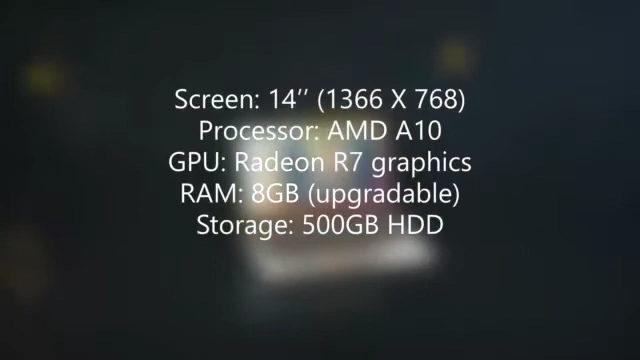 Screen: 14’’ (1366 X 768)
Processor: AMD A10
GPU: Radeon R7 graphics
RAM: 8GB (upgradable)
Storage: 500GB HDD